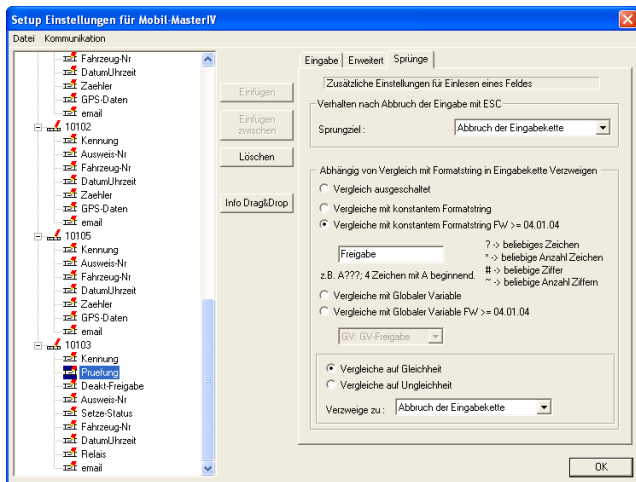 Setup Einstellungen für Mobil-MasterIV
Datei Kommunikation
Fahrzeug-Nr
DatumUhrzeit
Zaehler
GPS-Daten
email
10102
Kennung
Ausweis-Nr
Fahrzeug-Nr
DatumUhrzeit
Zaehler
GPS-Daten
email
10105
Kennung
Ausweis-Nr
Fahrzeug-Nr
DatumUhrzeit
Zaehler
GPS-Daten
email
10103
Kennung
Pruefung
Deakt-Freigabe
Ausweis-Nr
Setze-Status
Fahrzeug-Nr
DatumUhrzeit
Relais
email
Einfügen
Einfügen
zwischen
Löschen
Info Drag&Drop
Eingabe Erweitert Sprünge
Zusätzliche Einstellungen für Einlesen eines Feldes
Verhalten nach Abbruch der Eingabe mit ESC
Sprungziel : Abbruch der Eingabekette
Abhängig von Vergleich mit Formatstring in Eingabekette Verzweigen
Vergleich ausgeschaltet
Vergleiche mit konstantem Formatstring
Vergleiche mit konstantem Formatstring FW >= 04.01.04
Freigabe
z.B. A???; 4 Zeichen mit A beginnend.
? -> beliebiges Zeichen
* -> beliebige Anzahl Zeichen
# -> beliebige Ziffer
~ -> beliebige Anzahl Ziffern
Vergleiche mit Globaler Variable
Vergleiche mit Globaler Variable FW >= 04.01.04
GV: GV-Freigabe
Vergleiche auf Gleichheit
Vergleiche auf Ungleichheit
Verzweige zu : Abbruch der Eingabekette
OK